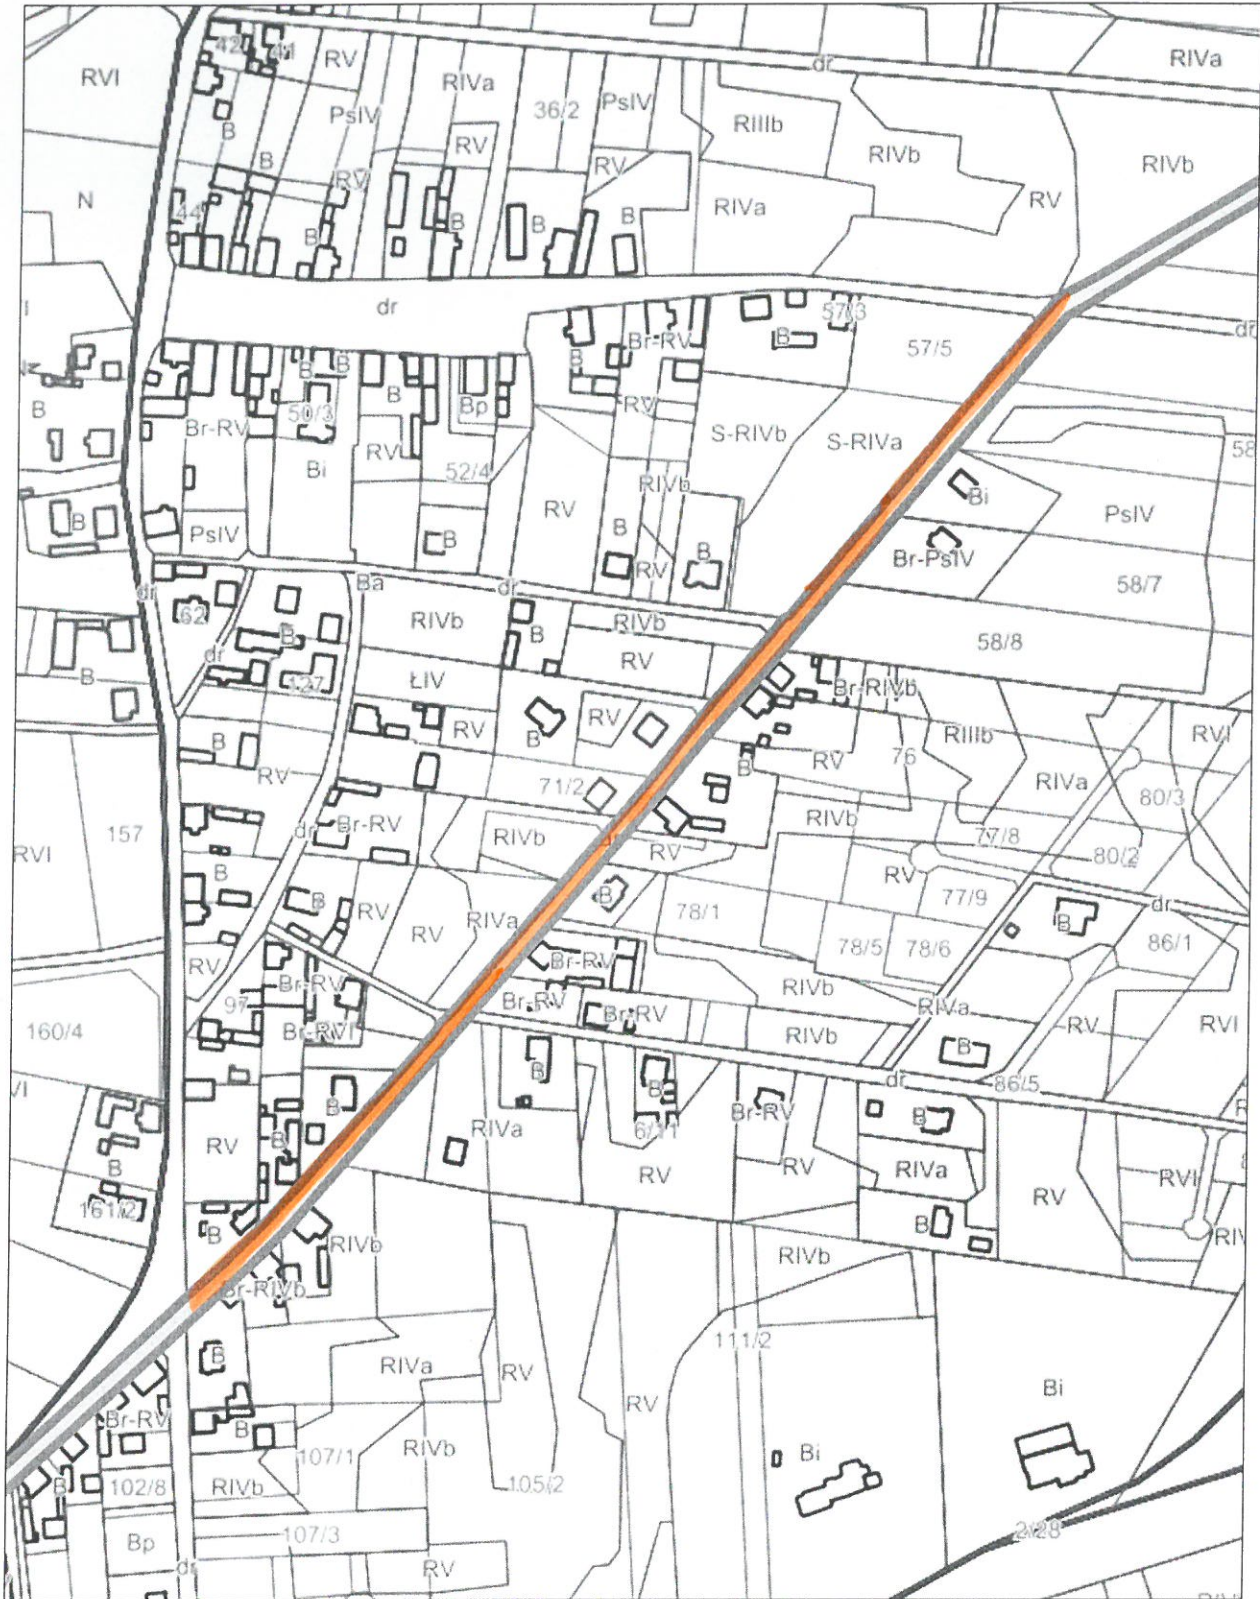 42
41
RV
dr
RIVa
RVI
RIVa
PsIV
36/2
PsIV
RIIIb
B
RV
RIVb
RIVb
B
RV
RV
N
RV
44
RIVa
B
B
B
B
dr
57/3
dr
Br-RV
B
57/5
B
B
B
B
Bp
RV
B
50/3
Br-RV
S-RIVb
S-RIVa
RV
58
Bi
52/4
RIVb
Bi
RV
PsIV
B
B
PsIV
B
B
Br-PsIV
RV
Ba
dr
58/7
dr
62
RIVb
RIVb
B
B
58/8
dr
RV
B
127
ŁIV
Br-RIVb
RV
RV
B
RIIIb
RVI
B
RV
76
B
RV
71/2
RIVa
80/3
Br-RV
RIVb
157
dr
RIVb
77/8
dr
RV
80/2
RVI
B
RV
77/9
B
B
dr
RV
RIVa
78/1
B
RV
78/5
78/6
86/1
RV
Br-RV
Br-RV
RIVb
97
Br-RV
Br-RV
RIVa
160/4
Br-RVI
RIVb
RV
RVI
B
B
B
B
dr
86/5
VI
Br-RV
B
RIVa
6/11
RV
B
RV
RV
RIVa
B
RVI
RV
161/2
B
B
RIVb
RIVb
Br-RIVb
111/2
B
RIVa
RV
Bi
RV
Br-RV
B
RIVb
107/1
Bi
B
102/8
RIVb
105/2
107/3
2/28
Bp
dr
RV